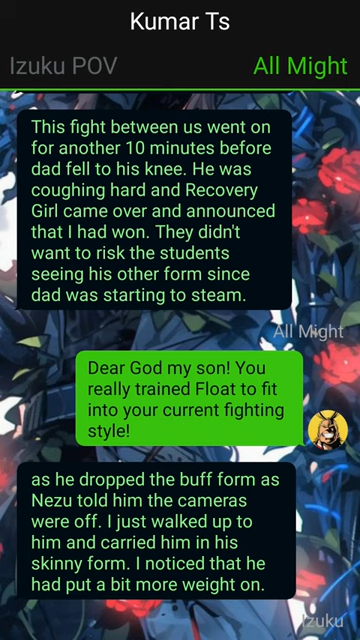 Kumar Ts
Izuku POV
All Might
This fight between us went on
for another 10 minutes before
dad fell to his knee. He was
coughing hard and Recovery
Girl came over and announced
that I had won. They didn't
want to risk the students
seeing his other form since
dad was starting to steam.
All Might
Dear God my son! You
really trained Float to fit
into your current fighting
style!
as he dropped the buff form as
Nezu told him the cameras
were off. I just walked up to
him and carried him in his
skinny form. I noticed that he
had put a bit more weight on.
Izuku